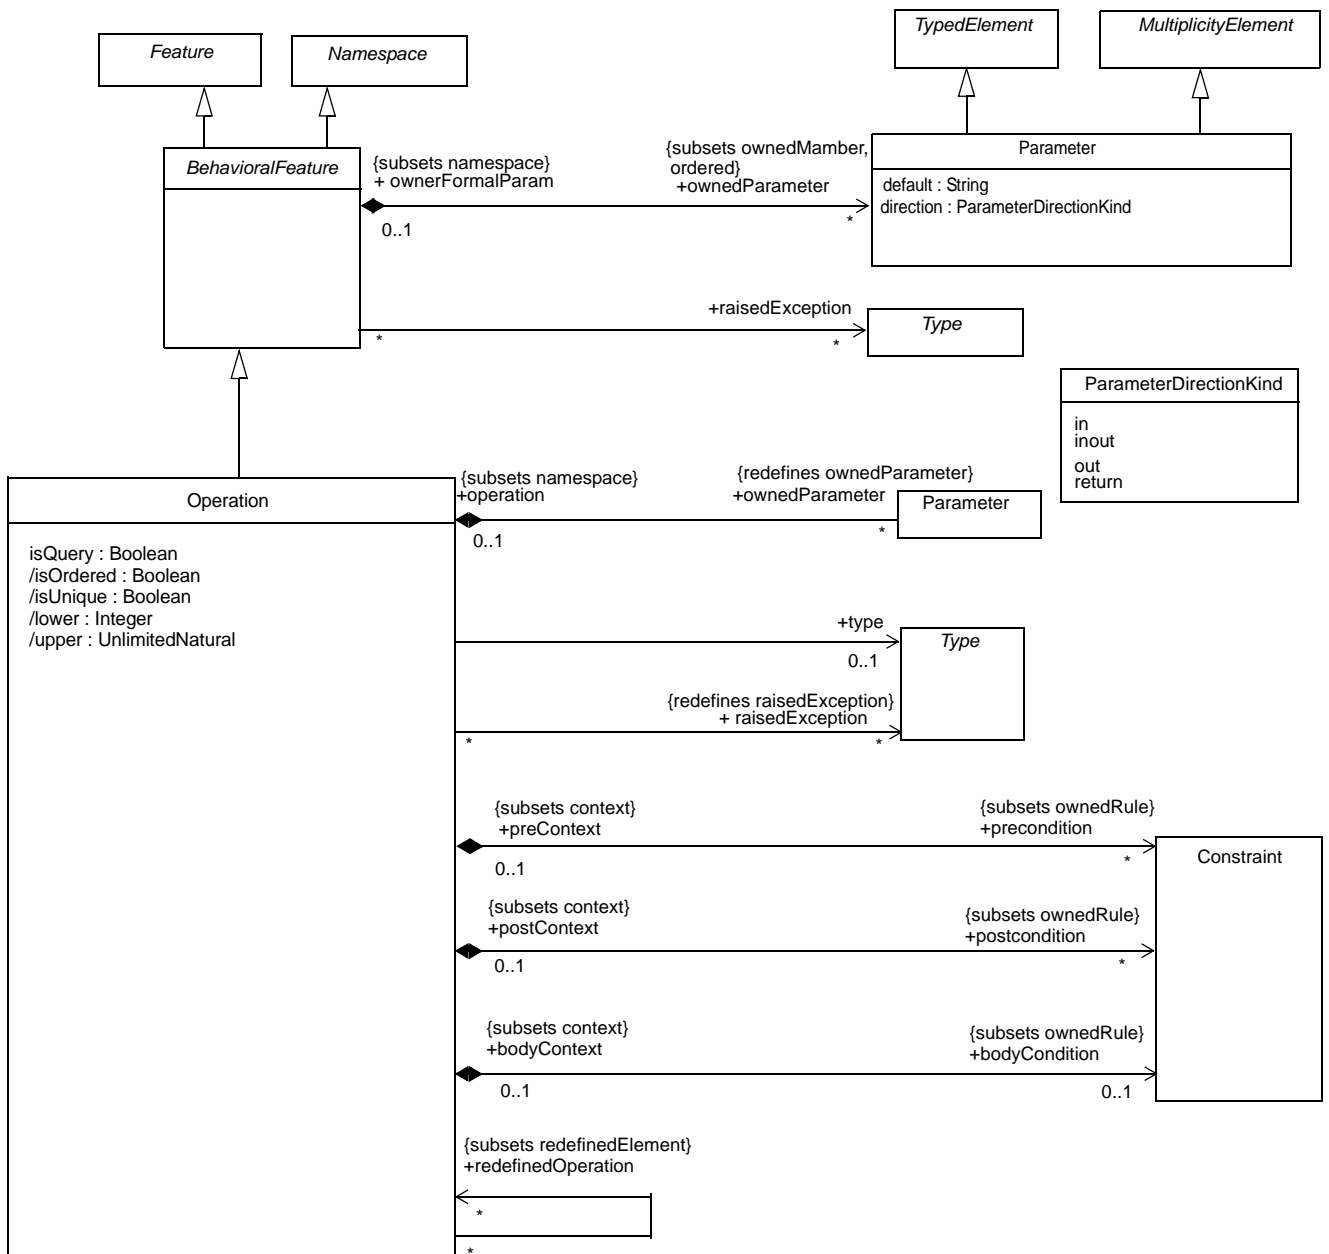 Feature
Namespace
TypedElement
MultiplicityElement
BehavioralFeature
{subsets namespace}
+ ownerFormalParam
0..1
{subsets ownedMamber,
ordered}
+ownedParameter
*
Parameter
default : String
direction : ParameterDirectionKind
+raisedException
*
*
Type
ParameterDirectionKind
in
inout
out
return
Operation
isQuery : Boolean
/isOrdered : Boolean
/isUnique : Boolean
/lower : Integer
/upper : UnlimitedNatural
{subsets namespace}
+operation
0..1
{redefines ownedParameter}
+ownedParameter
*
Parameter
+type
0..1
Type
{redefines raisedException}
+ raisedException
*
*
{subsets context}
+preContext
0..1
{subsets ownedRule}
+precondition
*
Constraint
{subsets context}
+postContext
0..1
{subsets ownedRule}
+postcondition
*
{subsets context}
+bodyContext
0..1
{subsets ownedRule}
+bodyCondition
0..1
{subsets redefinedElement}
+redefinedOperation
*
*